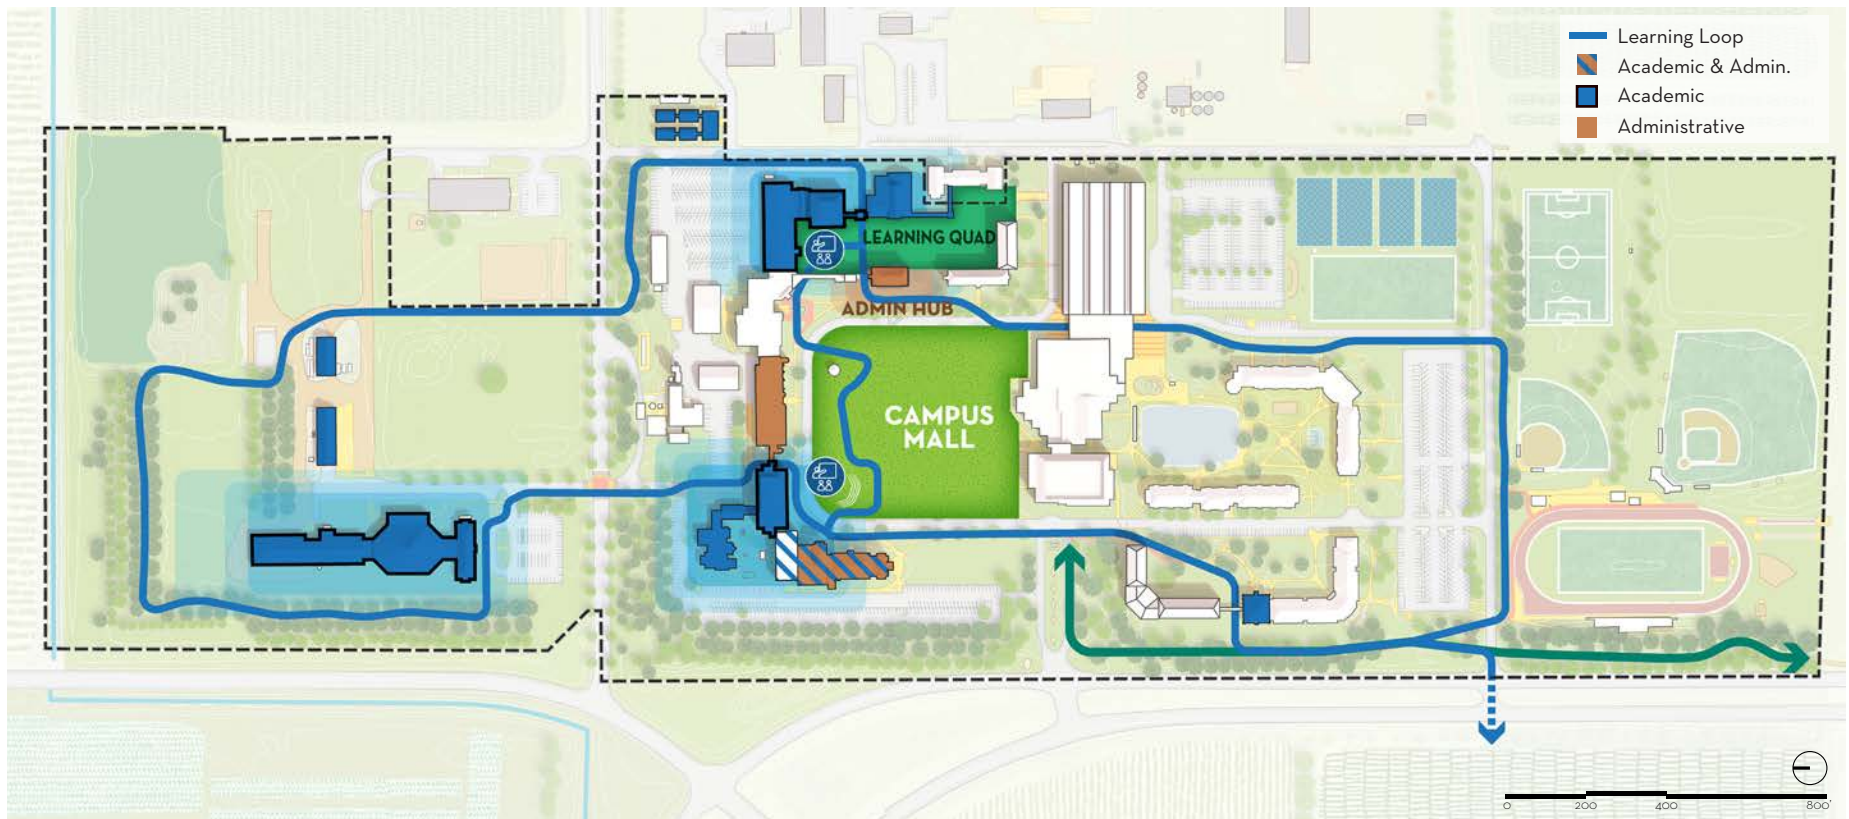 Learning Loop
Academic & Admin.
Academic
Administrative
LEARNING QUAD
ADMIN HUB
CAMPUS
MALL
0 200 400 800'